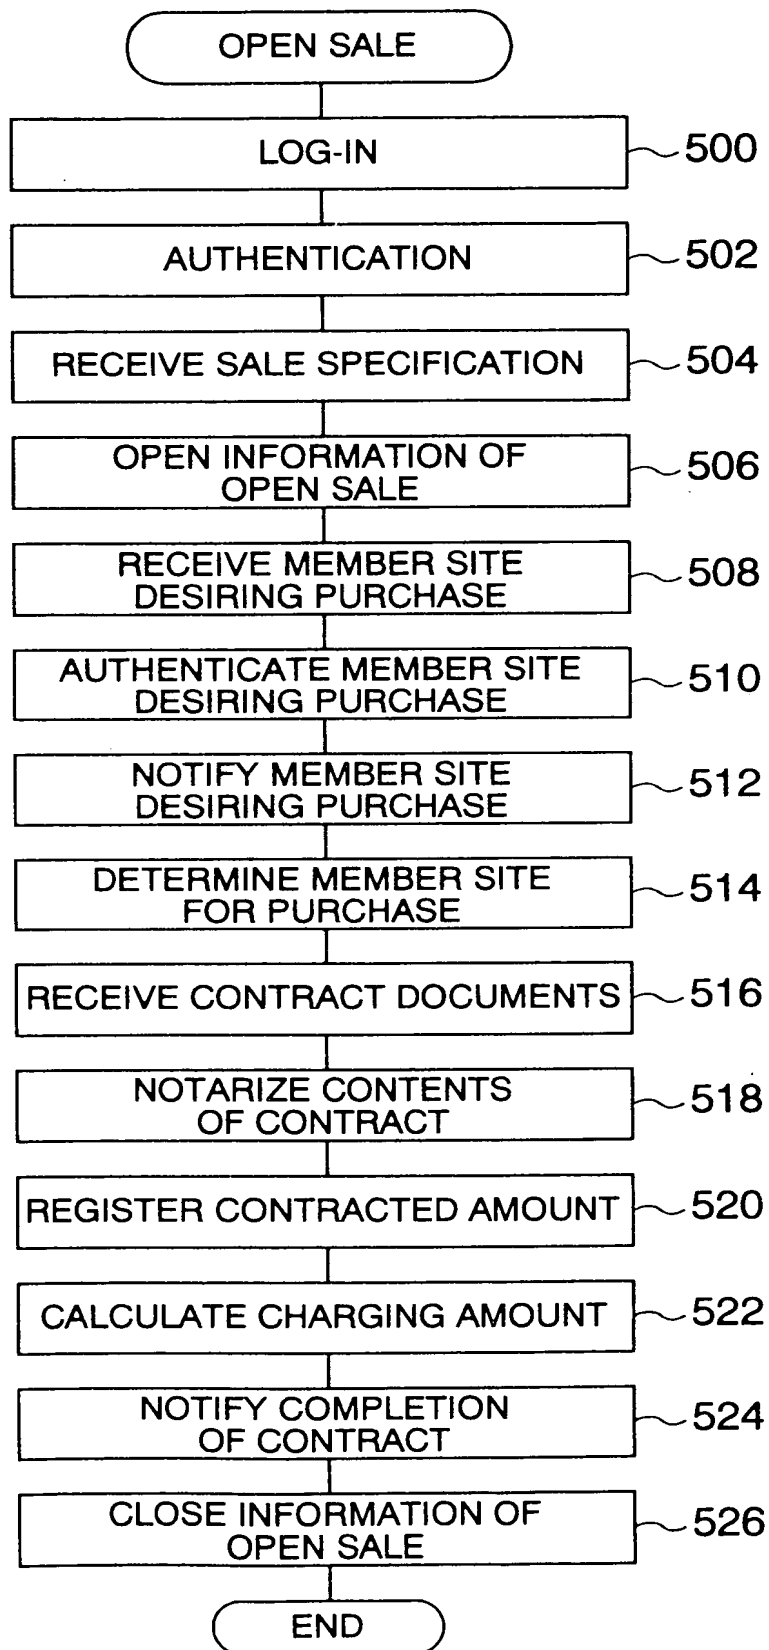 OPEN SALE
LOG-IN
500
AUTHENTICATION
502
RECEIVE SALE SPECIFICATION
504
OPEN INFORMATION OF
OPEN SALE
506
RECEIVE MEMBER SITE
DESIRING PURCHASE
508
AUTHENTICATE MEMBER SITE
DESIRING PURCHASE
510
NOTIFY MEMBER SITE
DESIRING PURCHASE
512
DETERMINE MEMBER SITE
FOR PURCHASE
514
RECEIVE CONTRACT DOCUMENTS
516
NOTARIZE CONTENTS
OF CONTRACT
518
REGISTER CONTRACTED AMOUNT
520
CALCULATE CHARGING AMOUNT
522
NOTIFY COMPLETION
OF CONTRACT
524
CLOSE INFORMATION OF
OPEN SALE
526
END